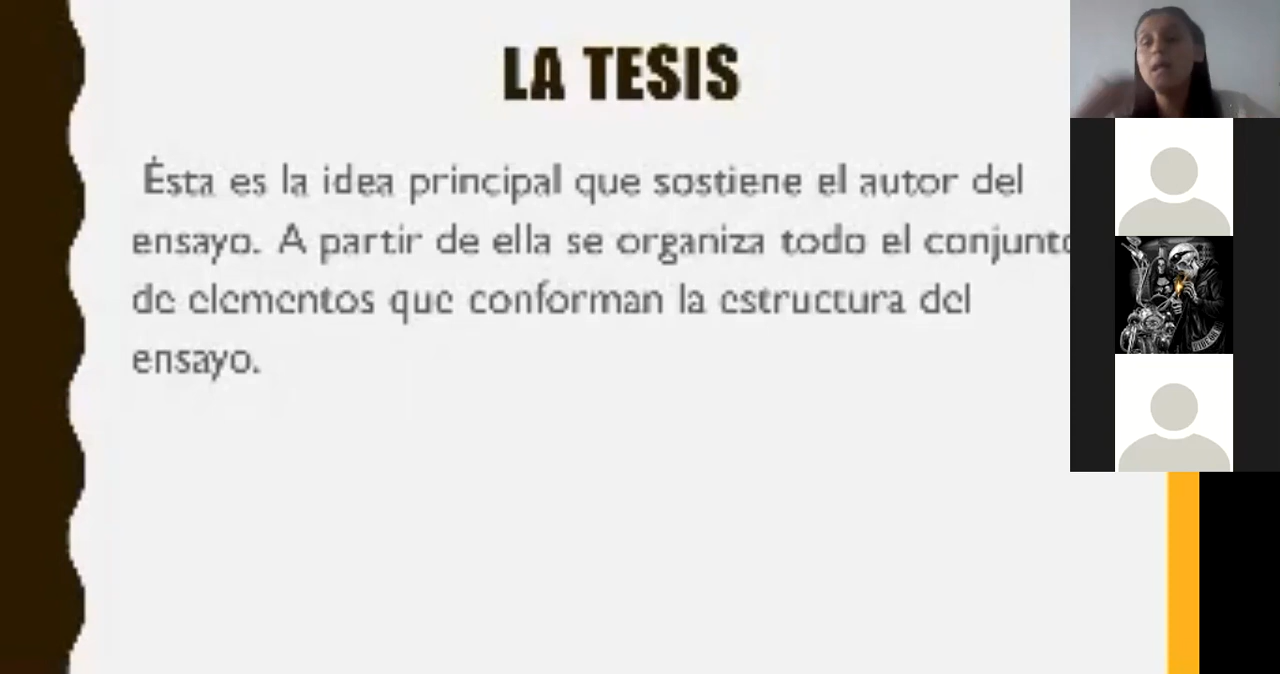 LA TESIS
Ésta es la idea principal que sostiene el autor del
ensayo. A partir de ella se organiza todo el conjunto
de elementos que conforman la estructura del
ensayo.